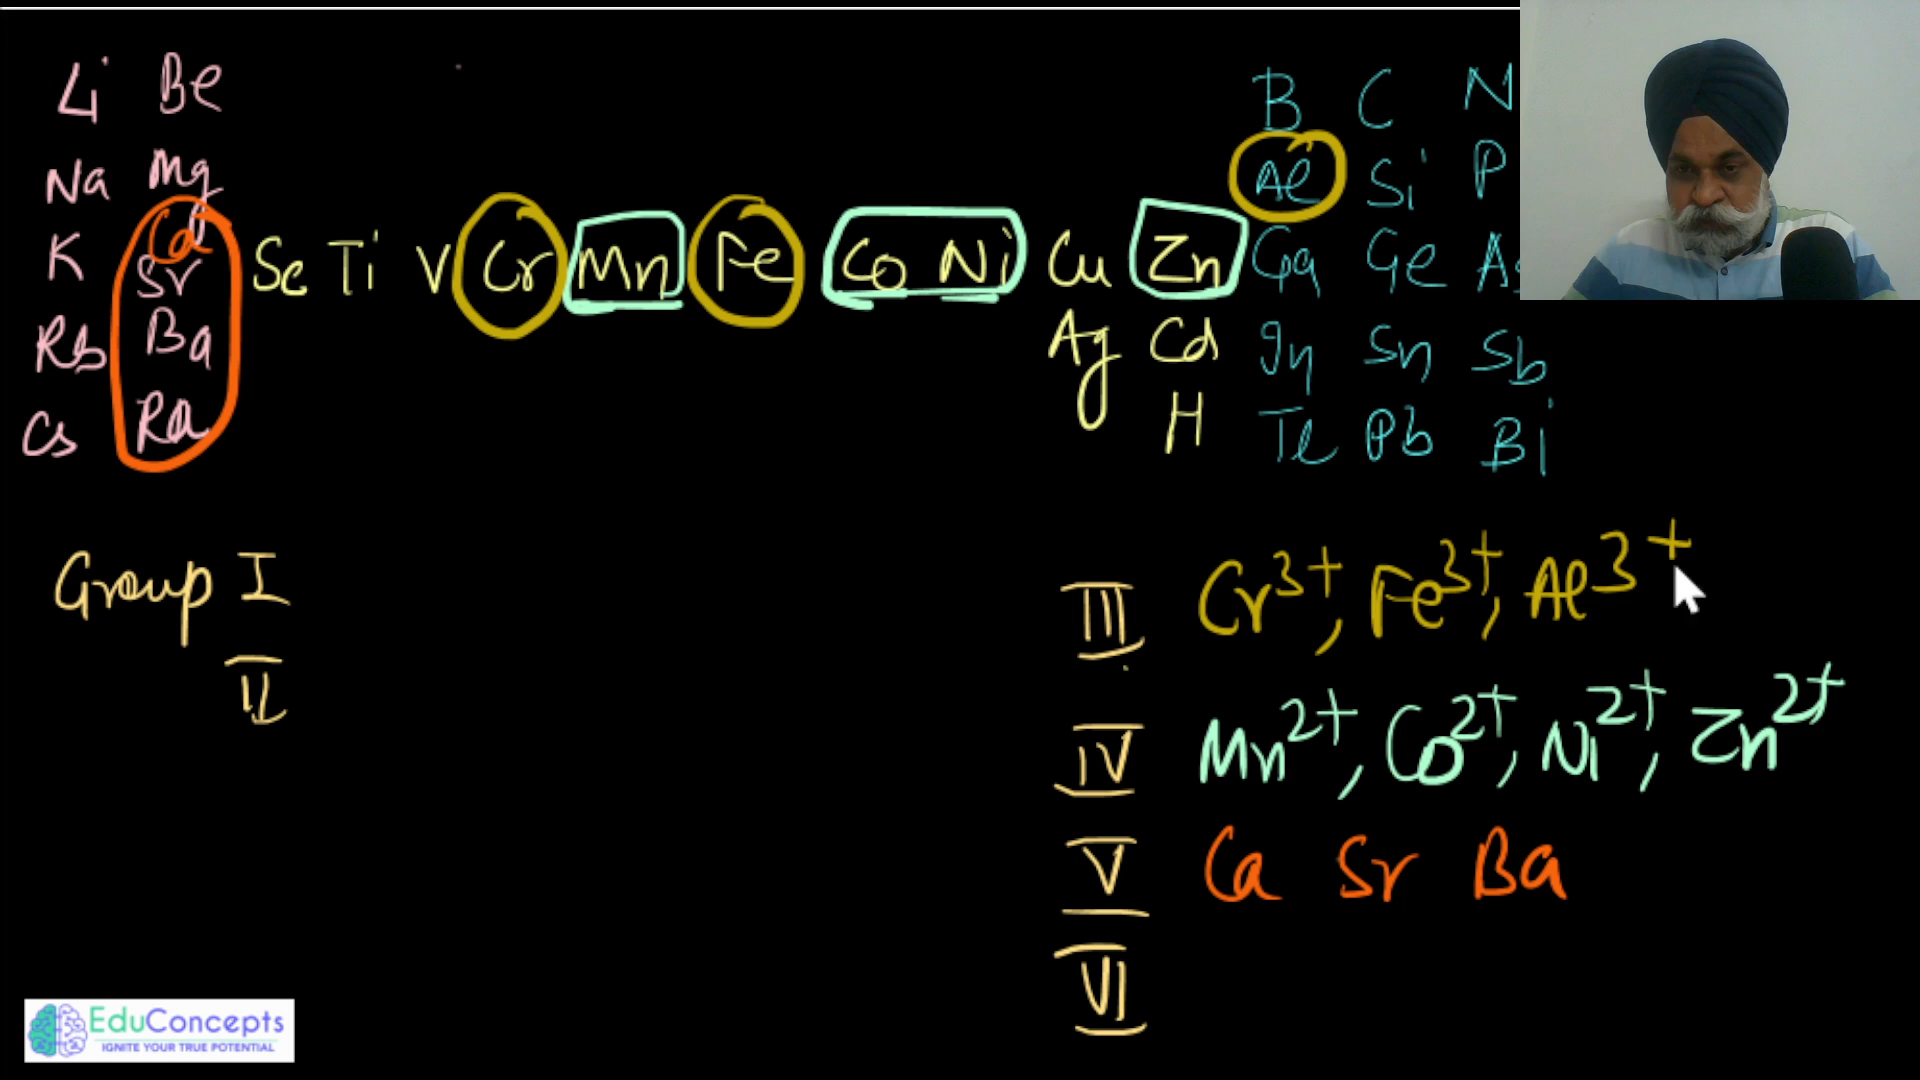 Li Be B C N
Na Mg Al Si P
K Ca Sc Ti V Cr Mn Fe Co Ni Cu Zn Ga Ge As
Rb Sr Ag Cd In Sn Sb
Cs Ba H Tl Pb Bi
Ra
Group I
II
III Cr3+, Fe3+, Al3+
IV Mn2+, Co2+, Ni2+, Zn2+
V Ca Sr Ba
VI
EduConcepts
IGNITE YOUR TRUE POTENTIAL